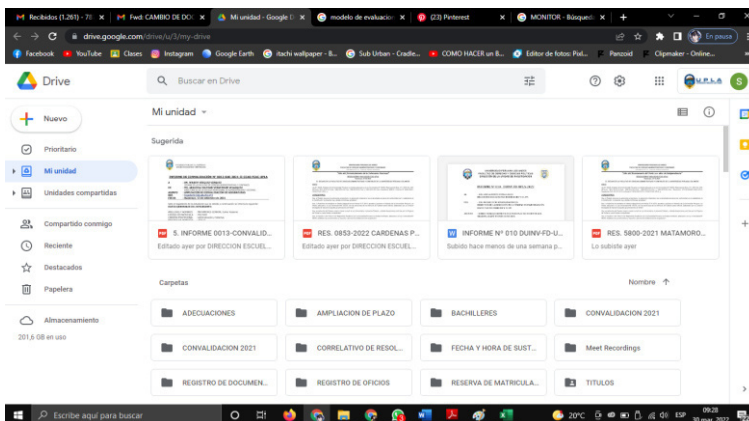 Recibidos (1.261) - 78
Fwd: CAMBIO DE DOC
Mi unidad - Google D
modelo de evaluacion
(23) Pinterest
MONITOR - Búsqueda
drive.google.com/drive/u/3/my-drive
En pausa
Facebook
YouTube
Clases
Instagram
Google Earth
itachi wallpaper - B...
Sub Urban - Cradle...
COMO HACER un B...
Editor de fotos: Pixl...
Panzoid
Clipmaker - Online...
Drive
Buscar en Drive
UPLA
S
Nuevo
Mi unidad
Prioritario
Mi unidad
Unidades compartidas
Compartido conmigo
Reciente
Destacados
Papelera
Almacenamiento
201,6 GB en uso
Sugerida
5. INFORME 0013-CONVALID...
Editado ayer por DIRECCION ESCUEL...
RES. 0853-2022 CARDENAS P...
Editado ayer por DIRECCION ESCUEL...
INFORME Nº 010 DUINV-FD-U...
Subido hace menos de una semana p...
RES. 5800-2021 MATAMORO...
Lo subiste ayer
Carpetas
Nombre
ADECUACIONES
AMPLIACION DE PLAZO
BACHILLERES
CONVALIDACION 2021
CONVALIDACION 2021
CORRELATIVO DE RESOL...
FECHA Y HORA DE SUST...
Meet Recordings
REGISTRO DE DOCUMEN...
REGISTRO DE OFICIOS
RESERVA DE MATRICULA...
TITULOS
Escribe aquí para buscar
20°C
ESP
09:28
30 mar. 2022